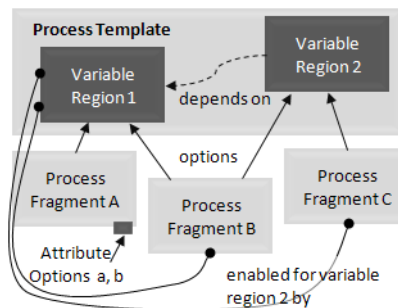 Process Template
Variable
Region 1
Variable
Region 2
depends on
options
Process
Fragment A
Process
Fragment B
Process
Fragment C
Attribute
Options a, b
enabled for variable
region 2 by